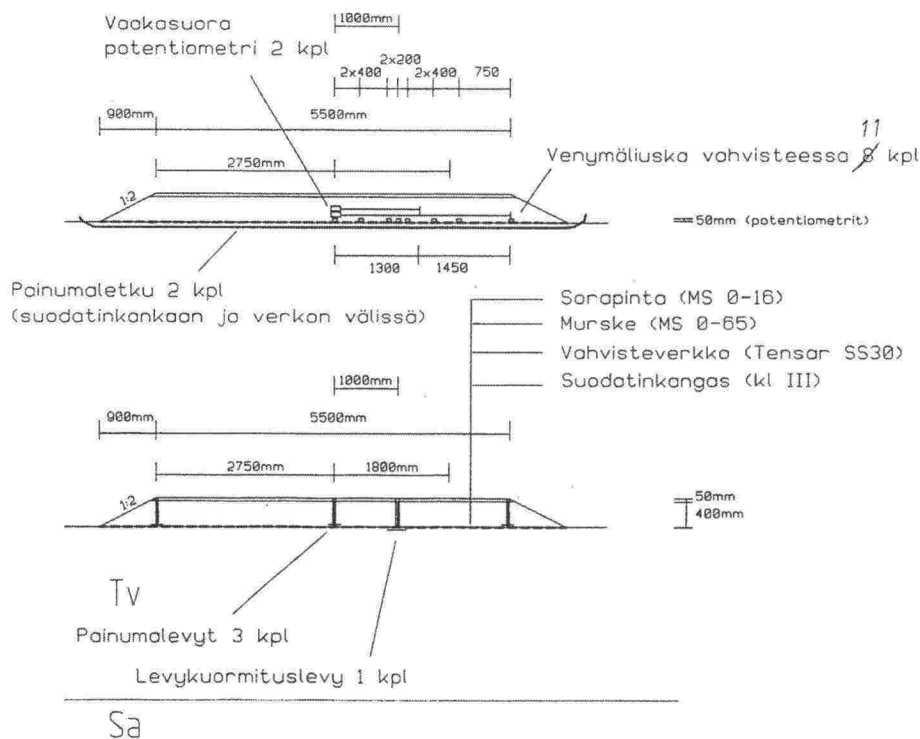 1000mm
Vaakasuora
potentiometri 2 kpl
2x200
2x400 2x400 750
900mm 5500mm
11
2750mm
Venymäliuska vahvisteessa 8 kpl
1:2
50mm (potentiometrit)
1300 1450
Painumaletku 2 kpl
(suodatinkankaan ja verkon välissä)
Sorapinta (MS 0-16)
Murske (MS 0-65)
Vahvisteverkko (Tensar SS30)
Suodatinkangas (kl III)
1000mm
900mm 5500mm
2750mm 1800mm
1:2
50mm
400mm
Tv
Painumalevyt 3 kpl
Levykuormituslevy 1 kpl
Sa